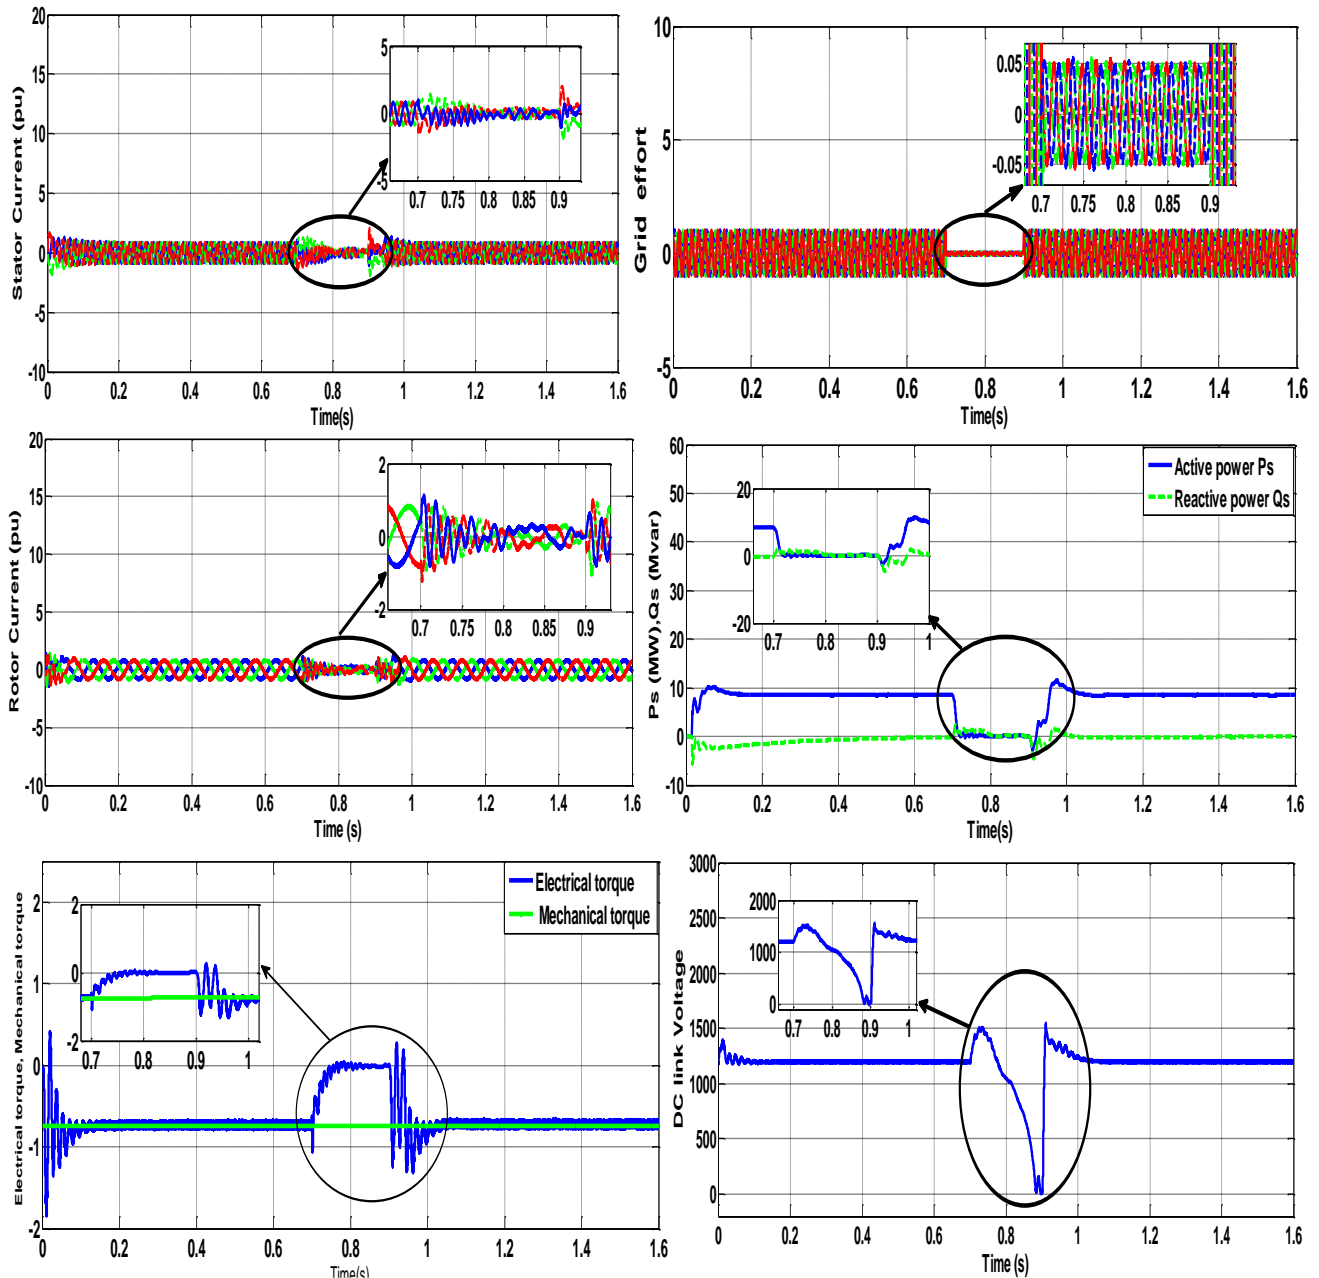 20
15
10
5
0
-5
-10
0 0.2 0.4 0.6 0.8 1 1.2 1.4 1.6
Time(s)
Stator Current (pu)
5
0
-5
0.7 0.75 0.8 0.85 0.9
10
5
0
-5
0 0.2 0.4 0.6 0.8 1 1.2 1.4 1.6
Time(s)
Grid effort
0.05
0
-0.05
0.7 0.75 0.8 0.85 0.9
20
15
10
5
0
-5
-10
0 0.2 0.4 0.6 0.8 1 1.2 1.4 1.6
Time (s)
Rotor Current (pu)
2
0
-2
0.7 0.75 0.8 0.85 0.9
60
50
40
30
20
10
0
-10
0 0.2 0.4 0.6 0.8 1 1.2 1.4 1.6
Time(s)
Ps (MW),Qs (Mvar)
Active power Ps
Reactive power Qs
20
0
-20
0.7 0.8 0.9 1
2
1
0
-1
-2
0 0.2 0.4 0.6 0.8 1 1.2 1.4 1.6
Time(s)
Electrical torque, Mechanical torque
Electrical torque
Mechanical torque
2
0
-2
0.7 0.8 0.9 1
3000
2500
2000
1500
1000
500
0
0 0.2 0.4 0.6 0.8 1 1.2 1.4 1.6
Time (s)
DC link Voltage
2000
1000
0
0.7 0.8 0.9 1